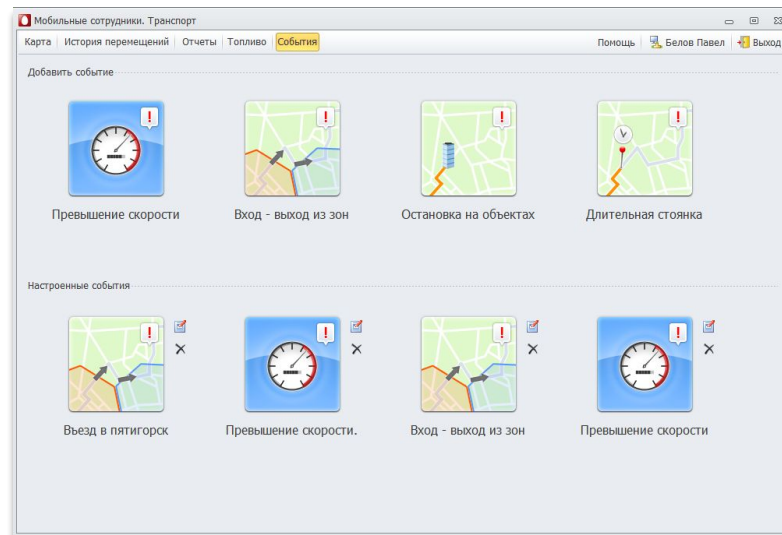 Мобильные сотрудники. Транспорт
Карта История перемещений Отчеты Топливо События Помощь Белов Павел Выход
Добавить событие
Превышение скорости Вход - выход из зон Остановка на объектах Длительная стоянка
Настроенные события
Въезд в пятигорск Превышение скорости. Вход - выход из зон Превышение скорости